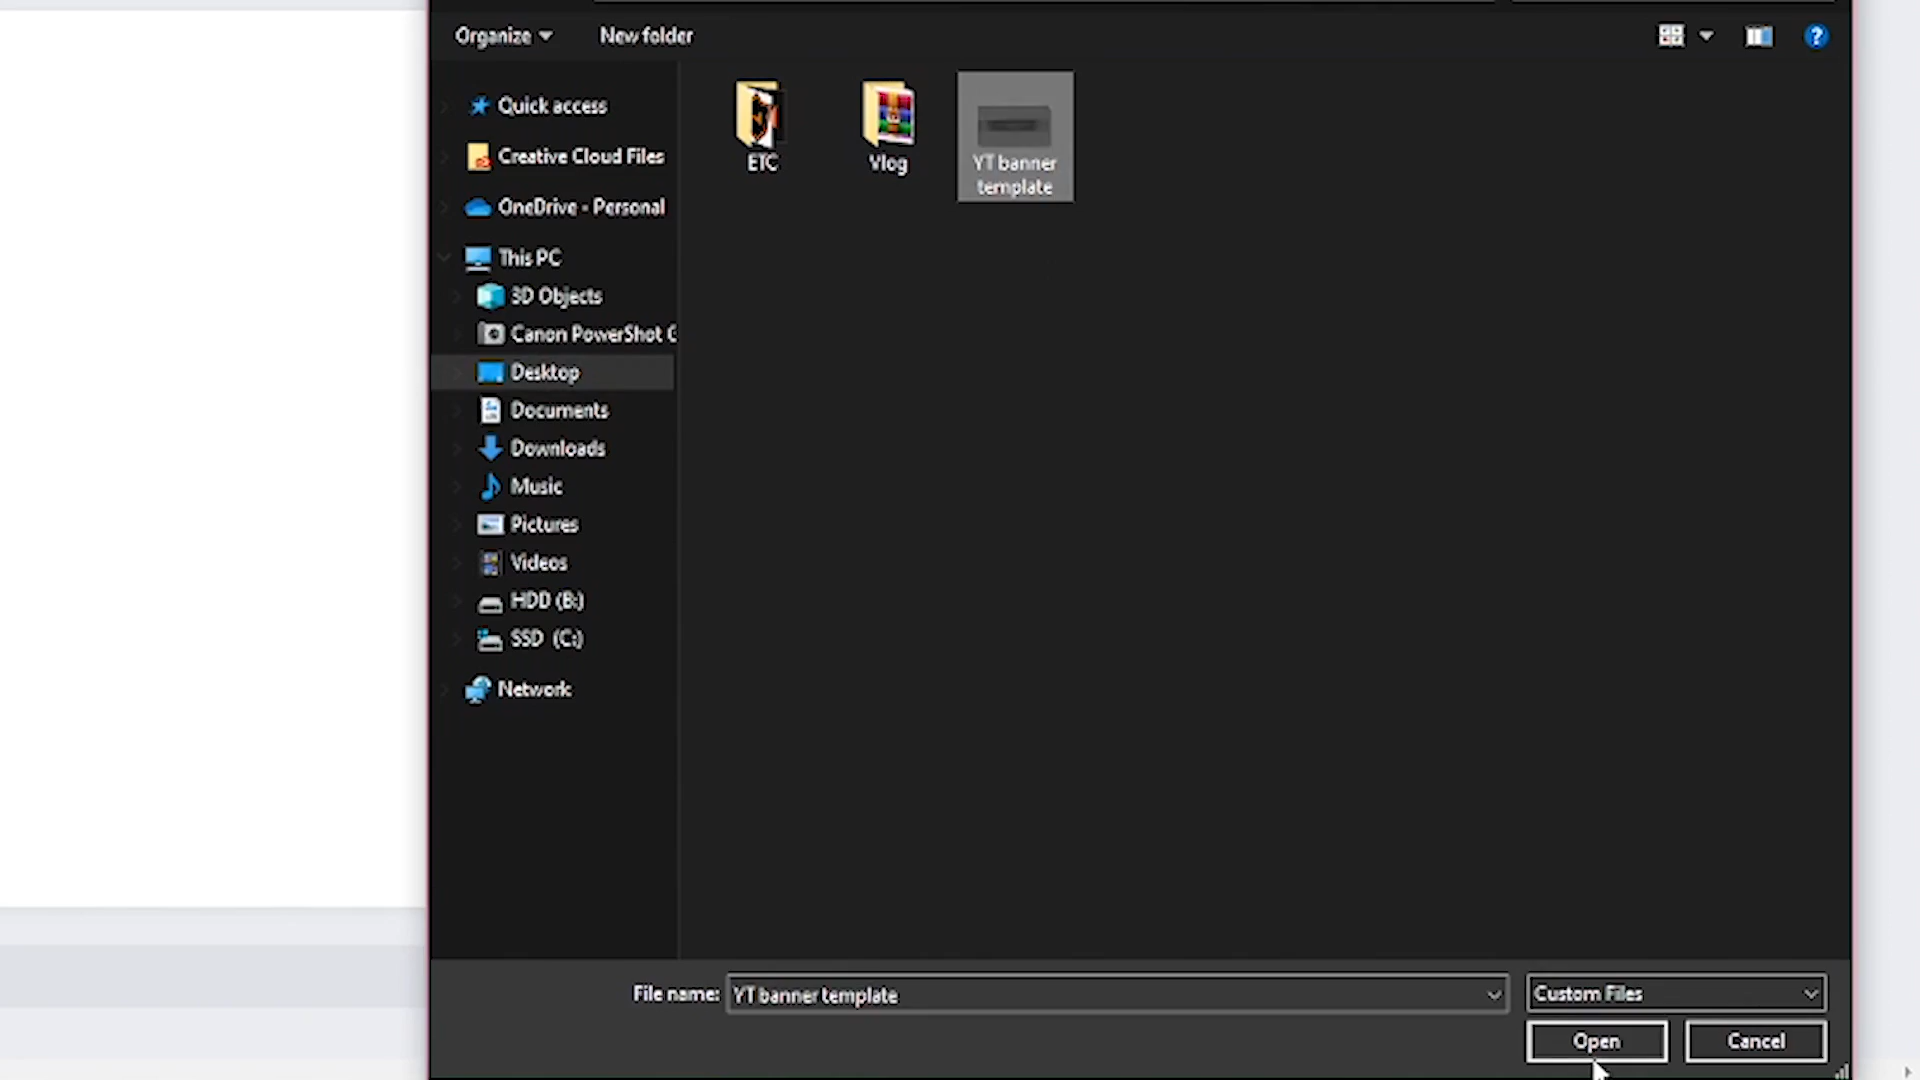 Organize
New folder
Quick access
Creative Cloud Files
OneDrive - Personal
This PC
3D Objects
Canon PowerShot G
Desktop
Documents
Downloads
Music
Pictures
Videos
HDD (B:)
SSD (C:)
Network
ETC
Vlog
YT banner
template
File name: YT banner template
Custom Files
Open
Cancel